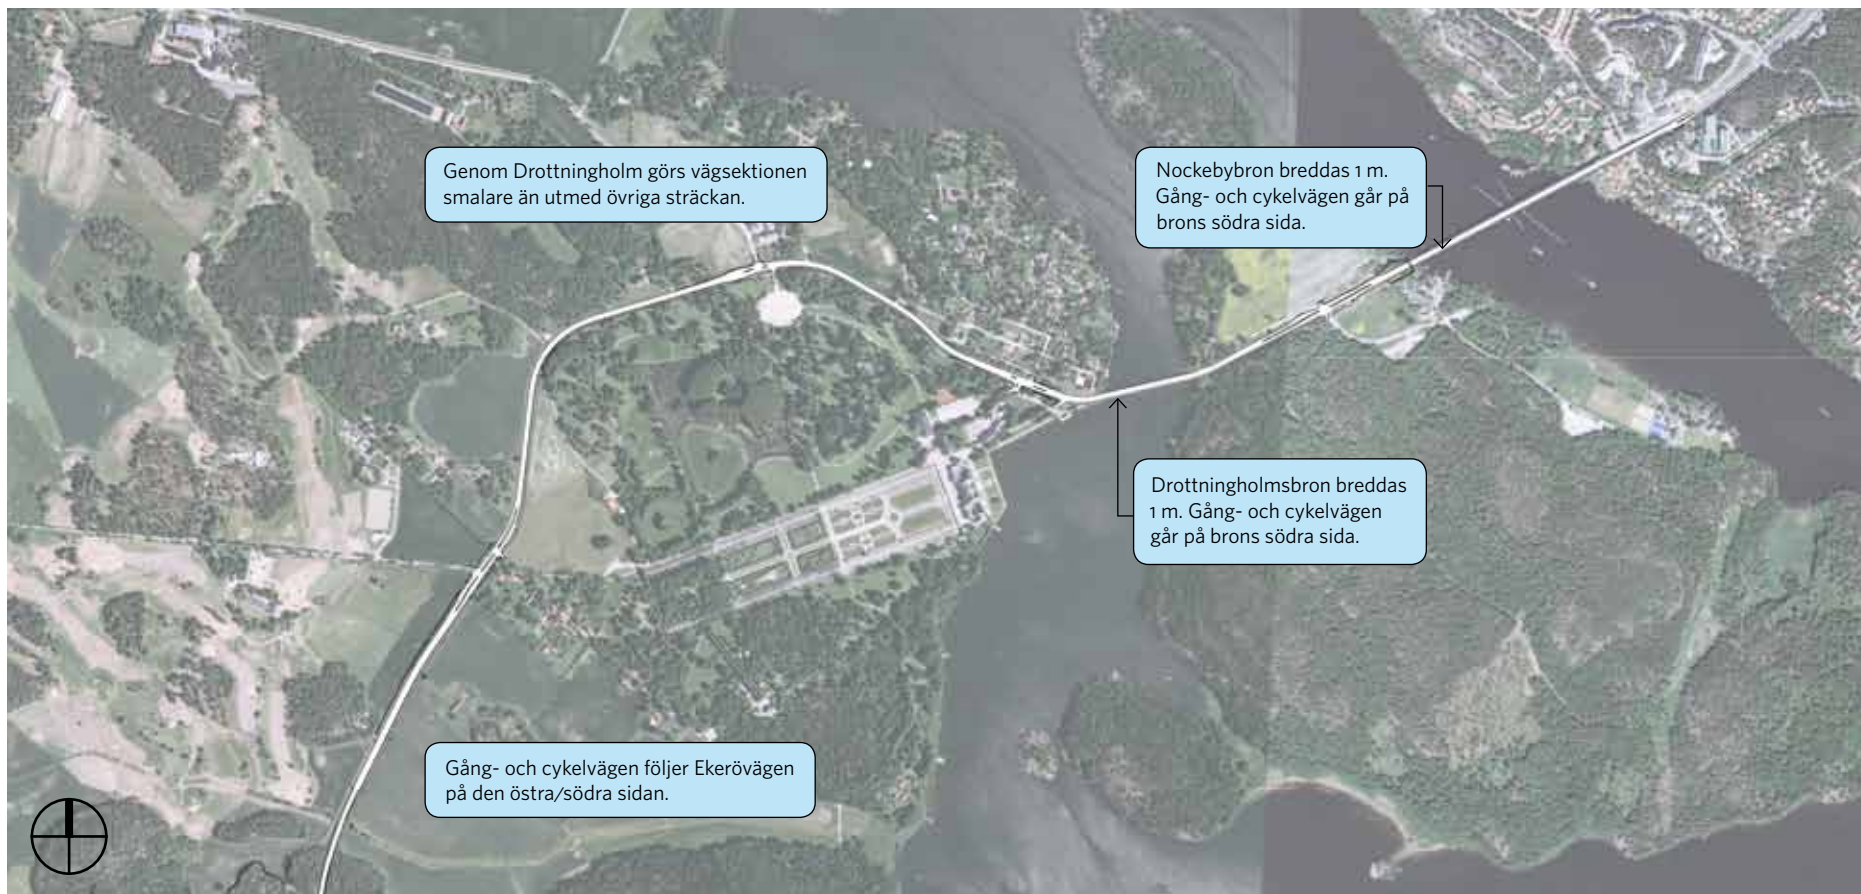 Genom Drottningholm görs vägsektionen
smalare än utmed övriga sträckan.
Nockebybron breddas 1 m.
Gång- och cykelvägen går på
brons södra sida.
Drottningholmsbron breddas
1 m. Gång- och cykelvägen
går på brons södra sida.
Gång- och cykelvägen följer Ekerövägen
på den östra/södra sidan.